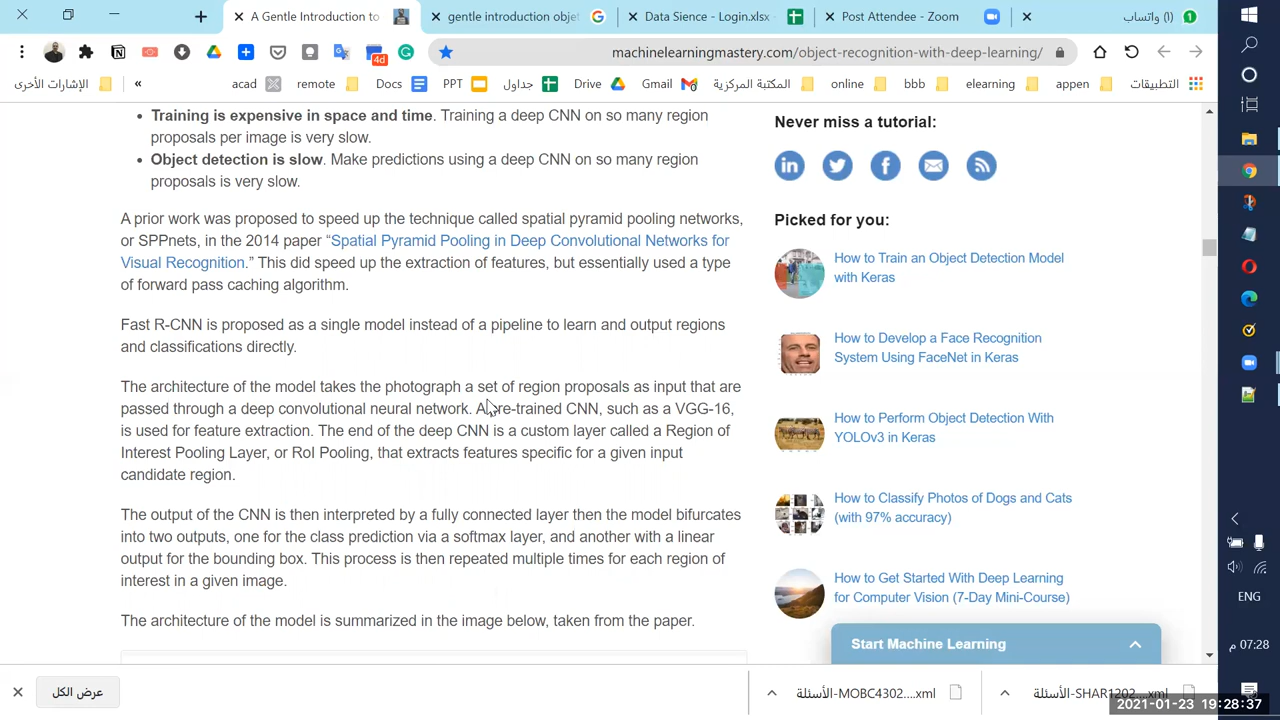 A Gentle Introduction to
gentle introduction obje
Data Sience - Login.xlsx
Post Attendee - Zoom
(1) واتساب
4d
machinelearningmastery.com/object-recognition-with-deep-learning/
الإشارات الأخرى
«
acad
remote
Docs
PPT
جداول
Drive
Gmail
المكتبة المركزية
online
bbb
elearning
appen
التطبيقات
• Training is expensive in space and time. Training a deep CNN on so many region
proposals per image is very slow.
• Object detection is slow. Make predictions using a deep CNN on so many region
proposals is very slow.
A prior work was proposed to speed up the technique called spatial pyramid pooling networks,
or SPPnets, in the 2014 paper “Spatial Pyramid Pooling in Deep Convolutional Networks for
Visual Recognition.” This did speed up the extraction of features, but essentially used a type
of forward pass caching algorithm.
Fast R-CNN is proposed as a single model instead of a pipeline to learn and output regions
and classifications directly.
The architecture of the model takes the photograph a set of region proposals as input that are
passed through a deep convolutional neural network. A pre-trained CNN, such as a VGG-16,
is used for feature extraction. The end of the deep CNN is a custom layer called a Region of
Interest Pooling Layer, or RoI Pooling, that extracts features specific for a given input
candidate region.
The output of the CNN is then interpreted by a fully connected layer then the model bifurcates
into two outputs, one for the class prediction via a softmax layer, and another with a linear
output for the bounding box. This process is then repeated multiple times for each region of
interest in a given image.
The architecture of the model is summarized in the image below, taken from the paper.
Never miss a tutorial:
Picked for you:
How to Train an Object Detection Model
with Keras
How to Develop a Face Recognition
System Using FaceNet in Keras
How to Perform Object Detection With
YOLOv3 in Keras
How to Classify Photos of Dogs and Cats
(with 97% accuracy)
How to Get Started With Deep Learning
for Computer Vision (7-Day Mini-Course)
Start Machine Learning
عرض الكل
الأسئلة-MOBC4302....xml
الأسئلة-SHAR1202....xml
ENG
07:28 م
2021-01-23 19:28:37